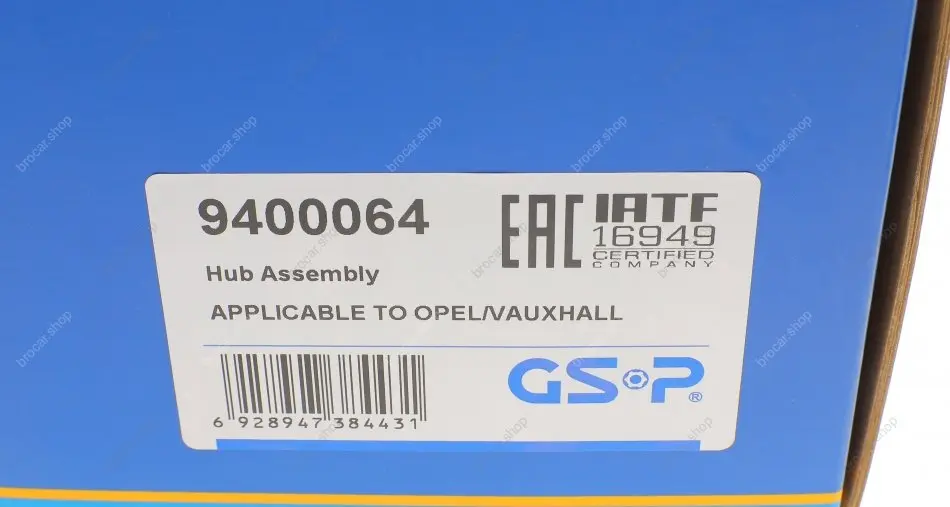 9400064
EAC
IATF
16949
CERTIFIED
COMPANY
Hub Assembly
APPLICABLE TO OPEL/VAUXHALL
GSP®
6 928947 384431
brocar.shop